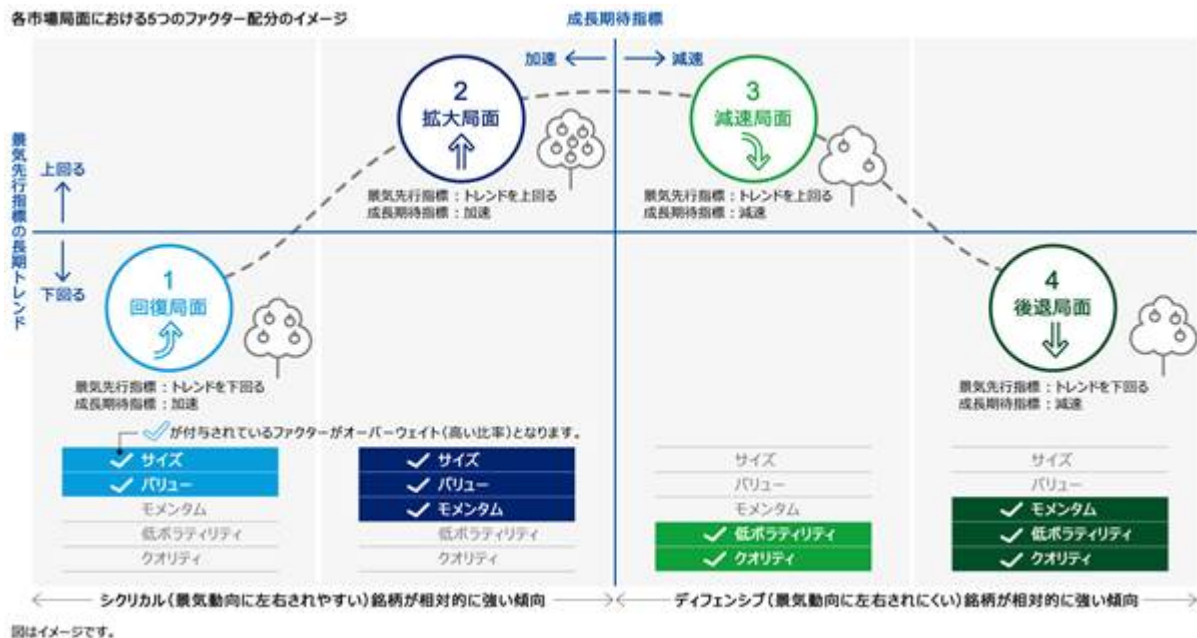 各市場局面における5つのファクター配分のイメージ
成長期待指標
加速
減速
景気先行指標の長期トレンド
上回る
下回る
1
回復局面
景気先行指標：トレンドを下回る
成長期待指標：加速
2
拡大局面
景気先行指標：トレンドを上回る
成長期待指標：加速
3
減速局面
景気先行指標：トレンドを上回る
成長期待指標：減速
4
後退局面
景気先行指標：トレンドを下回る
成長期待指標：減速
が付与されているファクターがオーバーウェイト(高い比率)となります。
サイズ
バリュー
モメンタム
低ボラティリティ
クオリティ
サイズ
バリュー
モメンタム
低ボラティリティ
クオリティ
サイズ
バリュー
モメンタム
低ボラティリティ
クオリティ
サイズ
バリュー
モメンタム
低ボラティリティ
クオリティ
シクリカル(景気動向に左右されやすい)銘柄が相対的に強い傾向
ディフェンシブ(景気動向に左右されにくい)銘柄が相対的に強い傾向
図はイメージです。